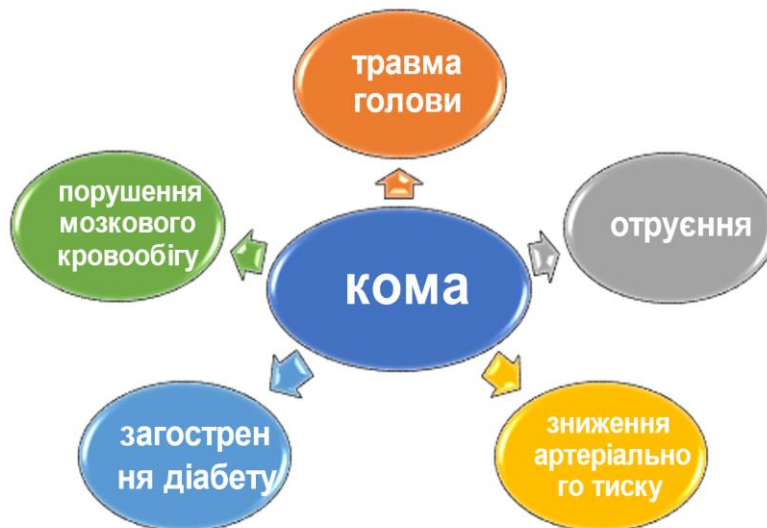 травма
голови
порушення
мозкового
кровообігу
отруєння
кома
загострен
ня діабету
зниження
артеріально
го тиску